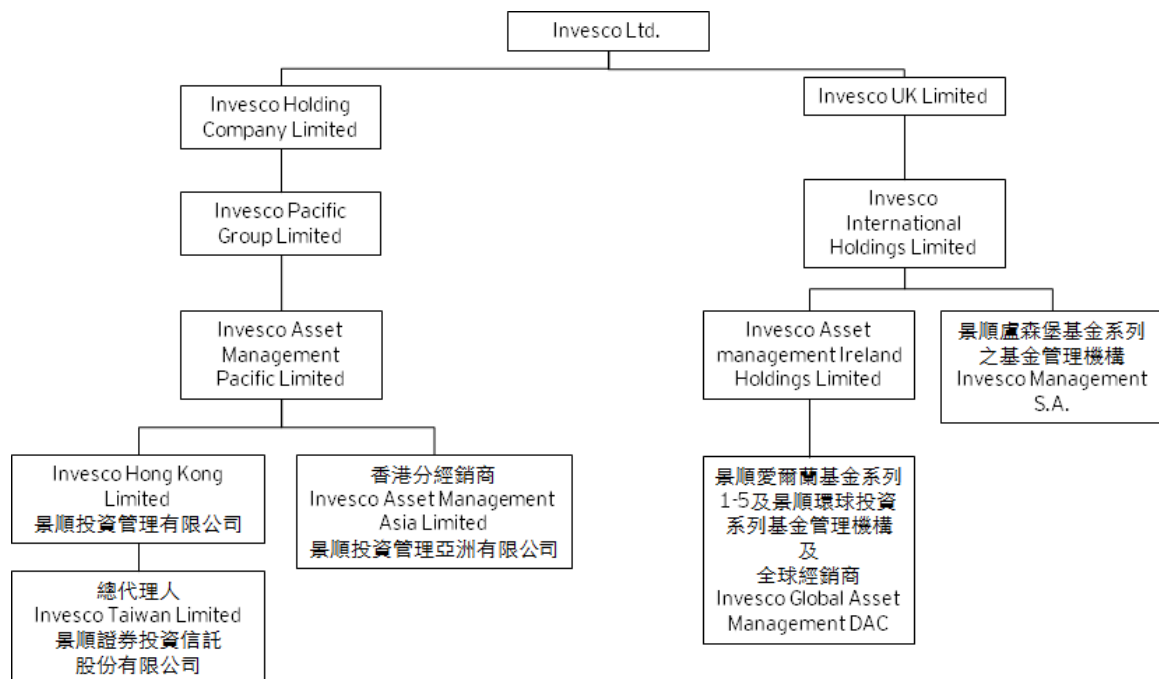 Invesco Ltd.
Invesco Holding
Company Limited
Invesco UK Limited
Invesco Pacific
Group Limited
Invesco
International
Holdings Limited
Invesco Asset
Management
Pacific Limited
Invesco Asset
management Ireland
Holdings Limited
景順盧森堡基金系列
之基金管理機構
Invesco Management
S.A.
Invesco Hong Kong
Limited
景順投資管理有限公司
香港分經銷商
Invesco Asset Management
Asia Limited
景順投資管理亞洲有限公司
景順愛爾蘭基金系列
1-5及景順環球投資
系列基金管理機構
及
全球經銷商
Invesco Global Asset
Management DAC
總代理人
Invesco Taiwan Limited
景順證券投資信託
股份有限公司